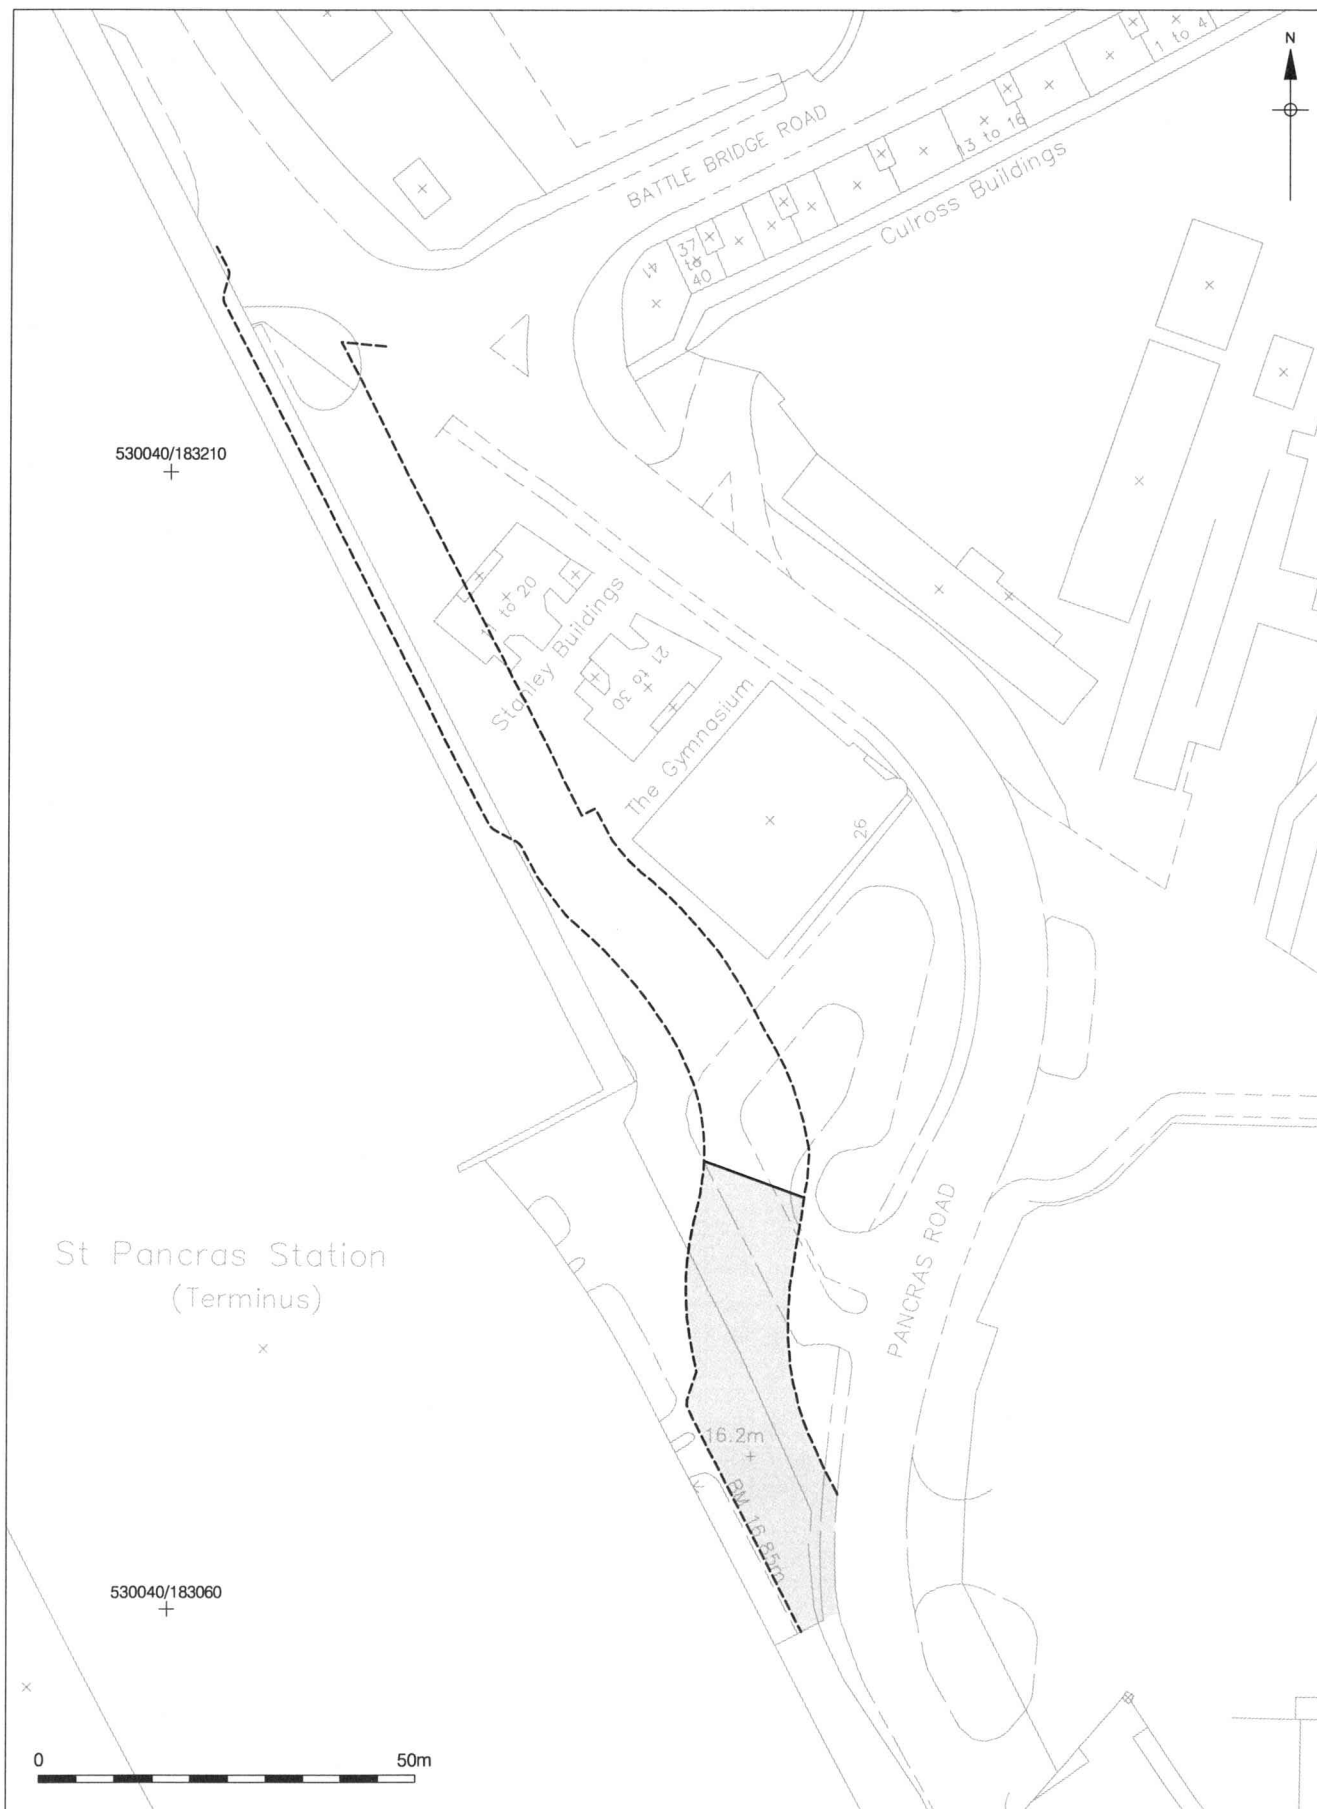 N
1 to 4
BATTLE BRIDGE ROAD
13 to 16
Culross Buildings
37
to
40
41
530040/183210
11 to 20
Stanley Buildings
21 to 30
The Gymnasium
26
PANCRAS ROAD
St Pancras Station
(Terminus)
16.2m
BM 16.85m
530040/183060
0
50m